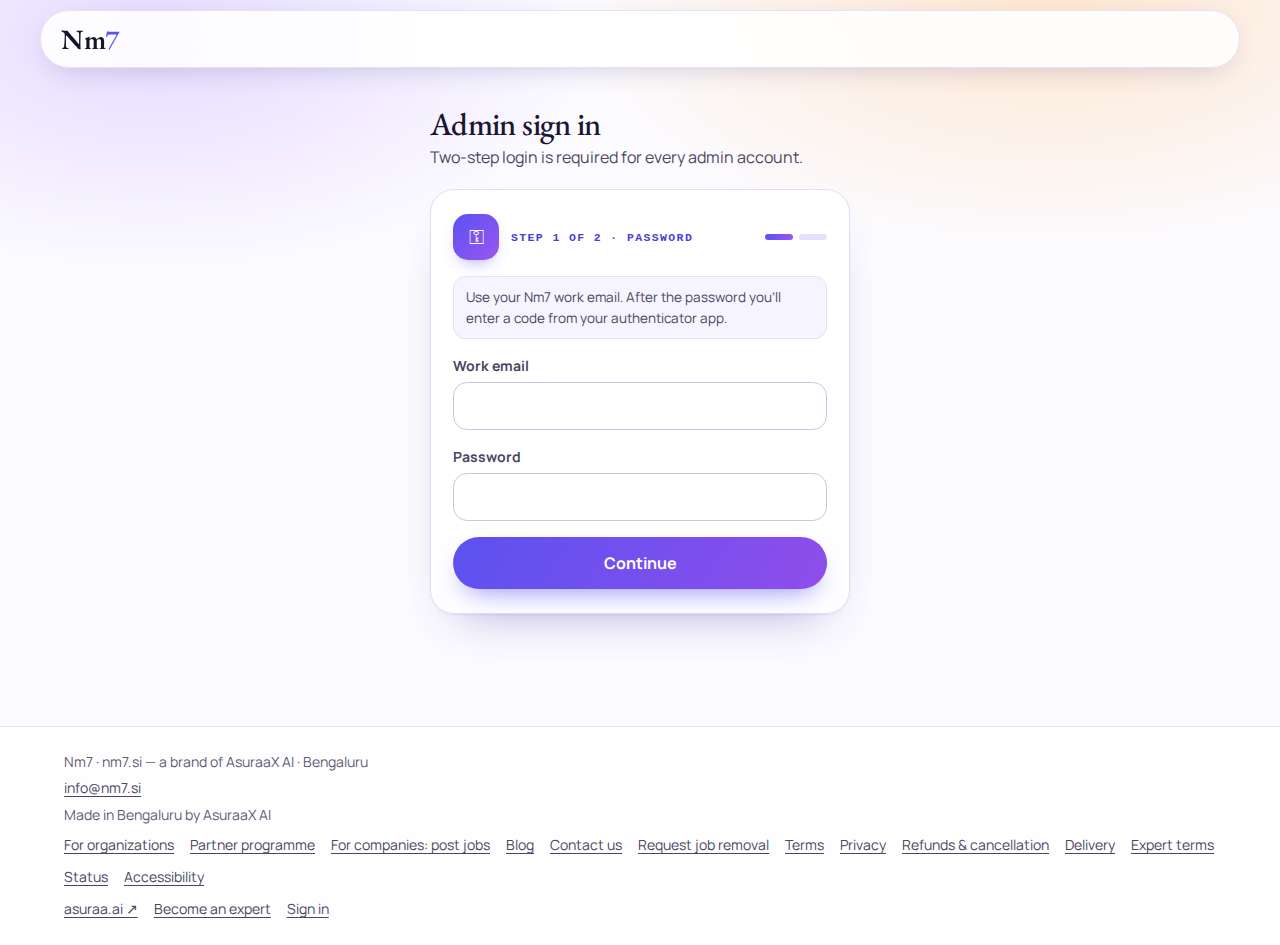 Nm7
Admin sign in
Two-step login is required for every admin account.
STEP 1 OF 2 · PASSWORD
Use your Nm7 work email. After the password you'll
enter a code from your authenticator app.
Work email
Password
Continue
Nm7 · nm7.si — a brand of AsuraaX AI · Bengaluru
info@nm7.si
Made in Bengaluru by AsuraaX AI
For organizations Partner programme For companies: post jobs Blog Contact us Request job removal Terms Privacy Refunds & cancellation Delivery Expert terms
Status Accessibility
asuraa.ai ↗ Become an expert Sign in